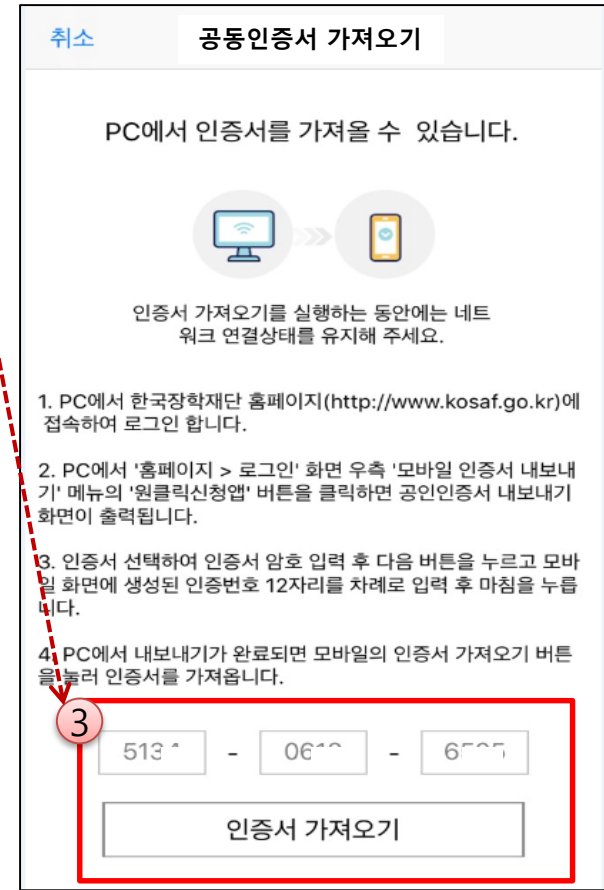 취소 공동인증서 가져오기
PC에서 인증서를 가져올 수 있습니다.
인증서 가져오기를 실행하는 동안에는 네트
워크 연결상태를 유지해 주세요.
1. PC에서 한국장학재단 홈페이지(http://www.kosaf.go.kr)에
접속하여 로그인 합니다.
2. PC에서 '홈페이지 > 로그인' 화면 우측 '모바일 인증서 내보내
기' 메뉴의 '원클릭신청앱' 버튼을 클릭하면 공인인증서 내보내기
화면이 출력됩니다.
3. 인증서 선택하여 인증서 암호 입력 후 다음 버튼을 누르고 모바
일 화면에 생성된 인증번호 12자리를 차례로 입력 후 마침을 누릅
니다.
4. PC에서 내보내기가 완료되면 모바일의 인증서 가져오기 버튼
을 눌러 인증서를 가져옵니다.
3
- -
인증서 가져오기